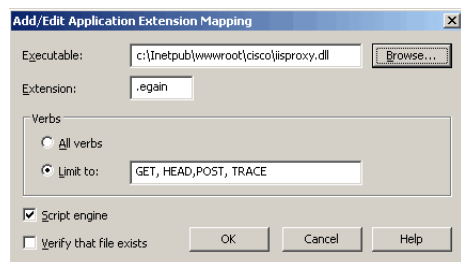 Add/Edit Application Extension Mapping
Executable: c:\Inetpub\wwwroot\cisco\iisproxy.dll Browse...
Extension: .egain
Verbs
All verbs
Limit to: GET, HEAD,POST, TRACE
Script engine
Verify that file exists OK Cancel Help